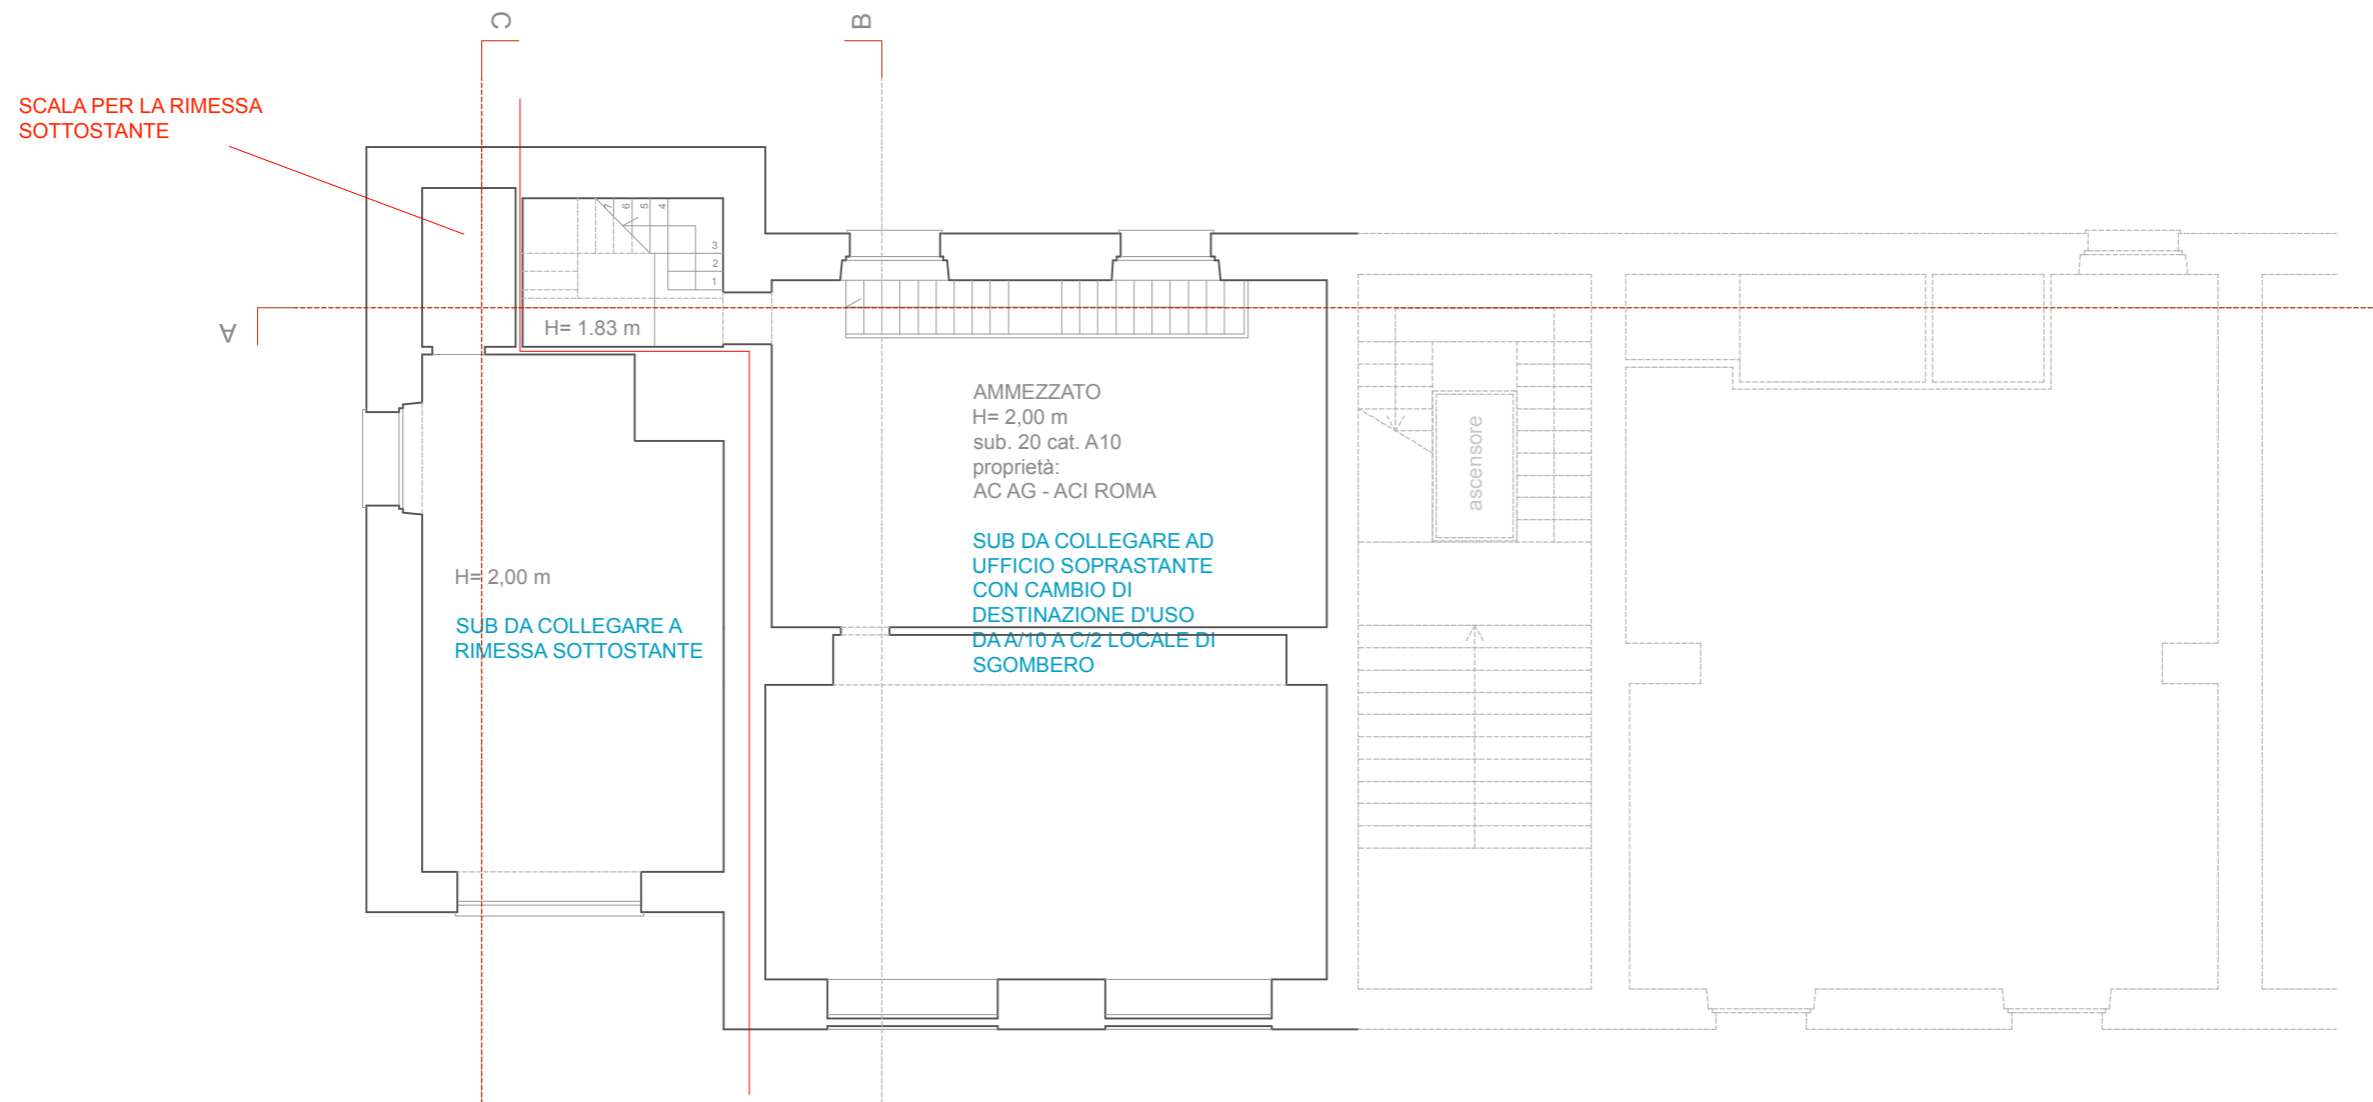 C
B
SCALA PER LA RIMESSA
SOTTOSTANTE
7 6 5 4
3
2
1
A
H= 1.83 m
AMMEZZATO
H= 2,00 m
sub. 20 cat. A10
proprietà:
AC AG - ACI ROMA
ascensore
SUB DA COLLEGARE AD
UFFICIO SOPRASTANTE
CON CAMBIO DI
DESTINAZIONE D'USO
DA A/10 A C/2 LOCALE DI
SGOMBERO
H= 2,00 m
SUB DA COLLEGARE A
RIMESSA SOTTOSTANTE